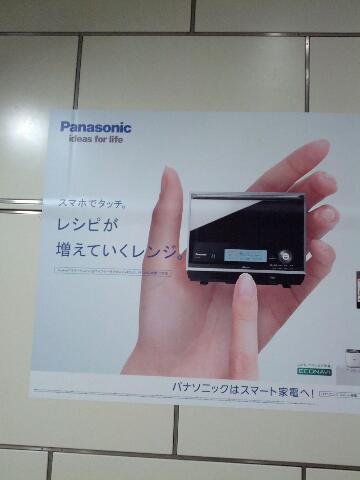 Panasonic
ideas for life
スマホでタッチ。
レシピが
増えていくレンジ。
ECONAVI
パナソニックはスマート家電へ!